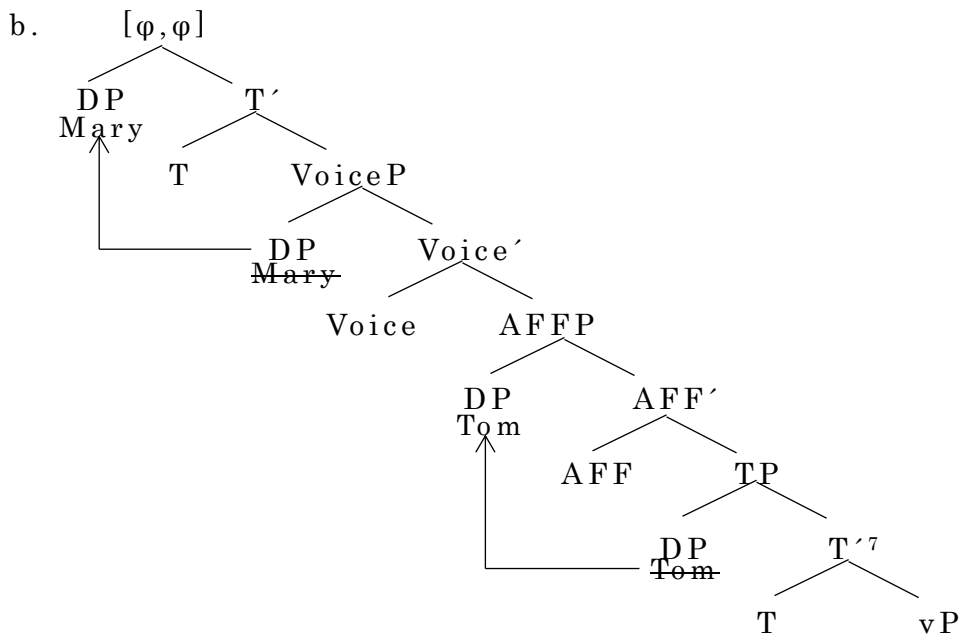 b. [φ,φ]
DP T´
Mary
T VoiceP
DP Voice´
Mary
Voice AFFP
DP AFF´
Tom
AFF TP
DP T´⁷
Tom
T vP